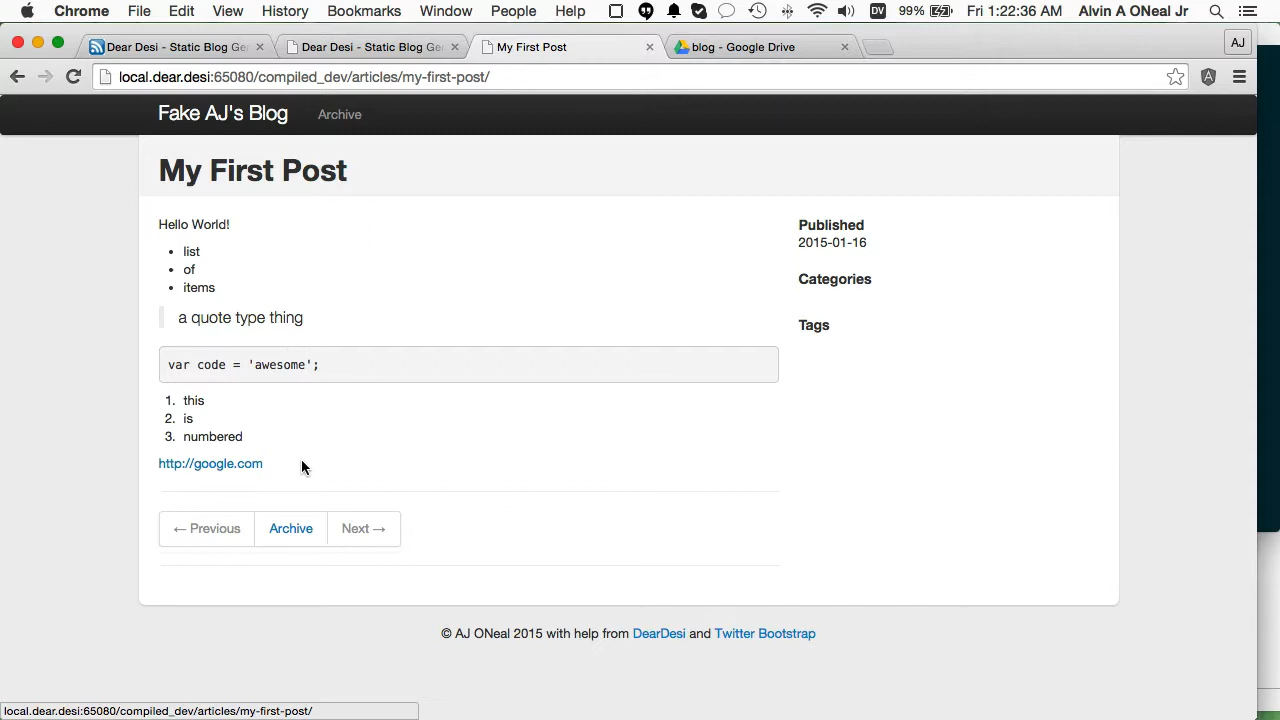 Chrome File Edit View History Bookmarks Window People Help DV 99% Fri 1:22:36 AM Alvin A ONeal Jr
Dear Desi - Static Blog Ge
Dear Desi - Static Blog Ge
My First Post
blog - Google Drive
AJ
local.dear.desi:65080/compiled_dev/articles/my-first-post/
Fake AJ's Blog Archive
My First Post
Hello World!
• list
• of
• items
a quote type thing
var code = 'awesome';
1. this
2. is
3. numbered
http://google.com
Published
2015-01-16
Categories
Tags
← Previous Archive Next →
© AJ ONeal 2015 with help from DearDesi and Twitter Bootstrap
local.dear.desi:65080/compiled_dev/articles/my-first-post/